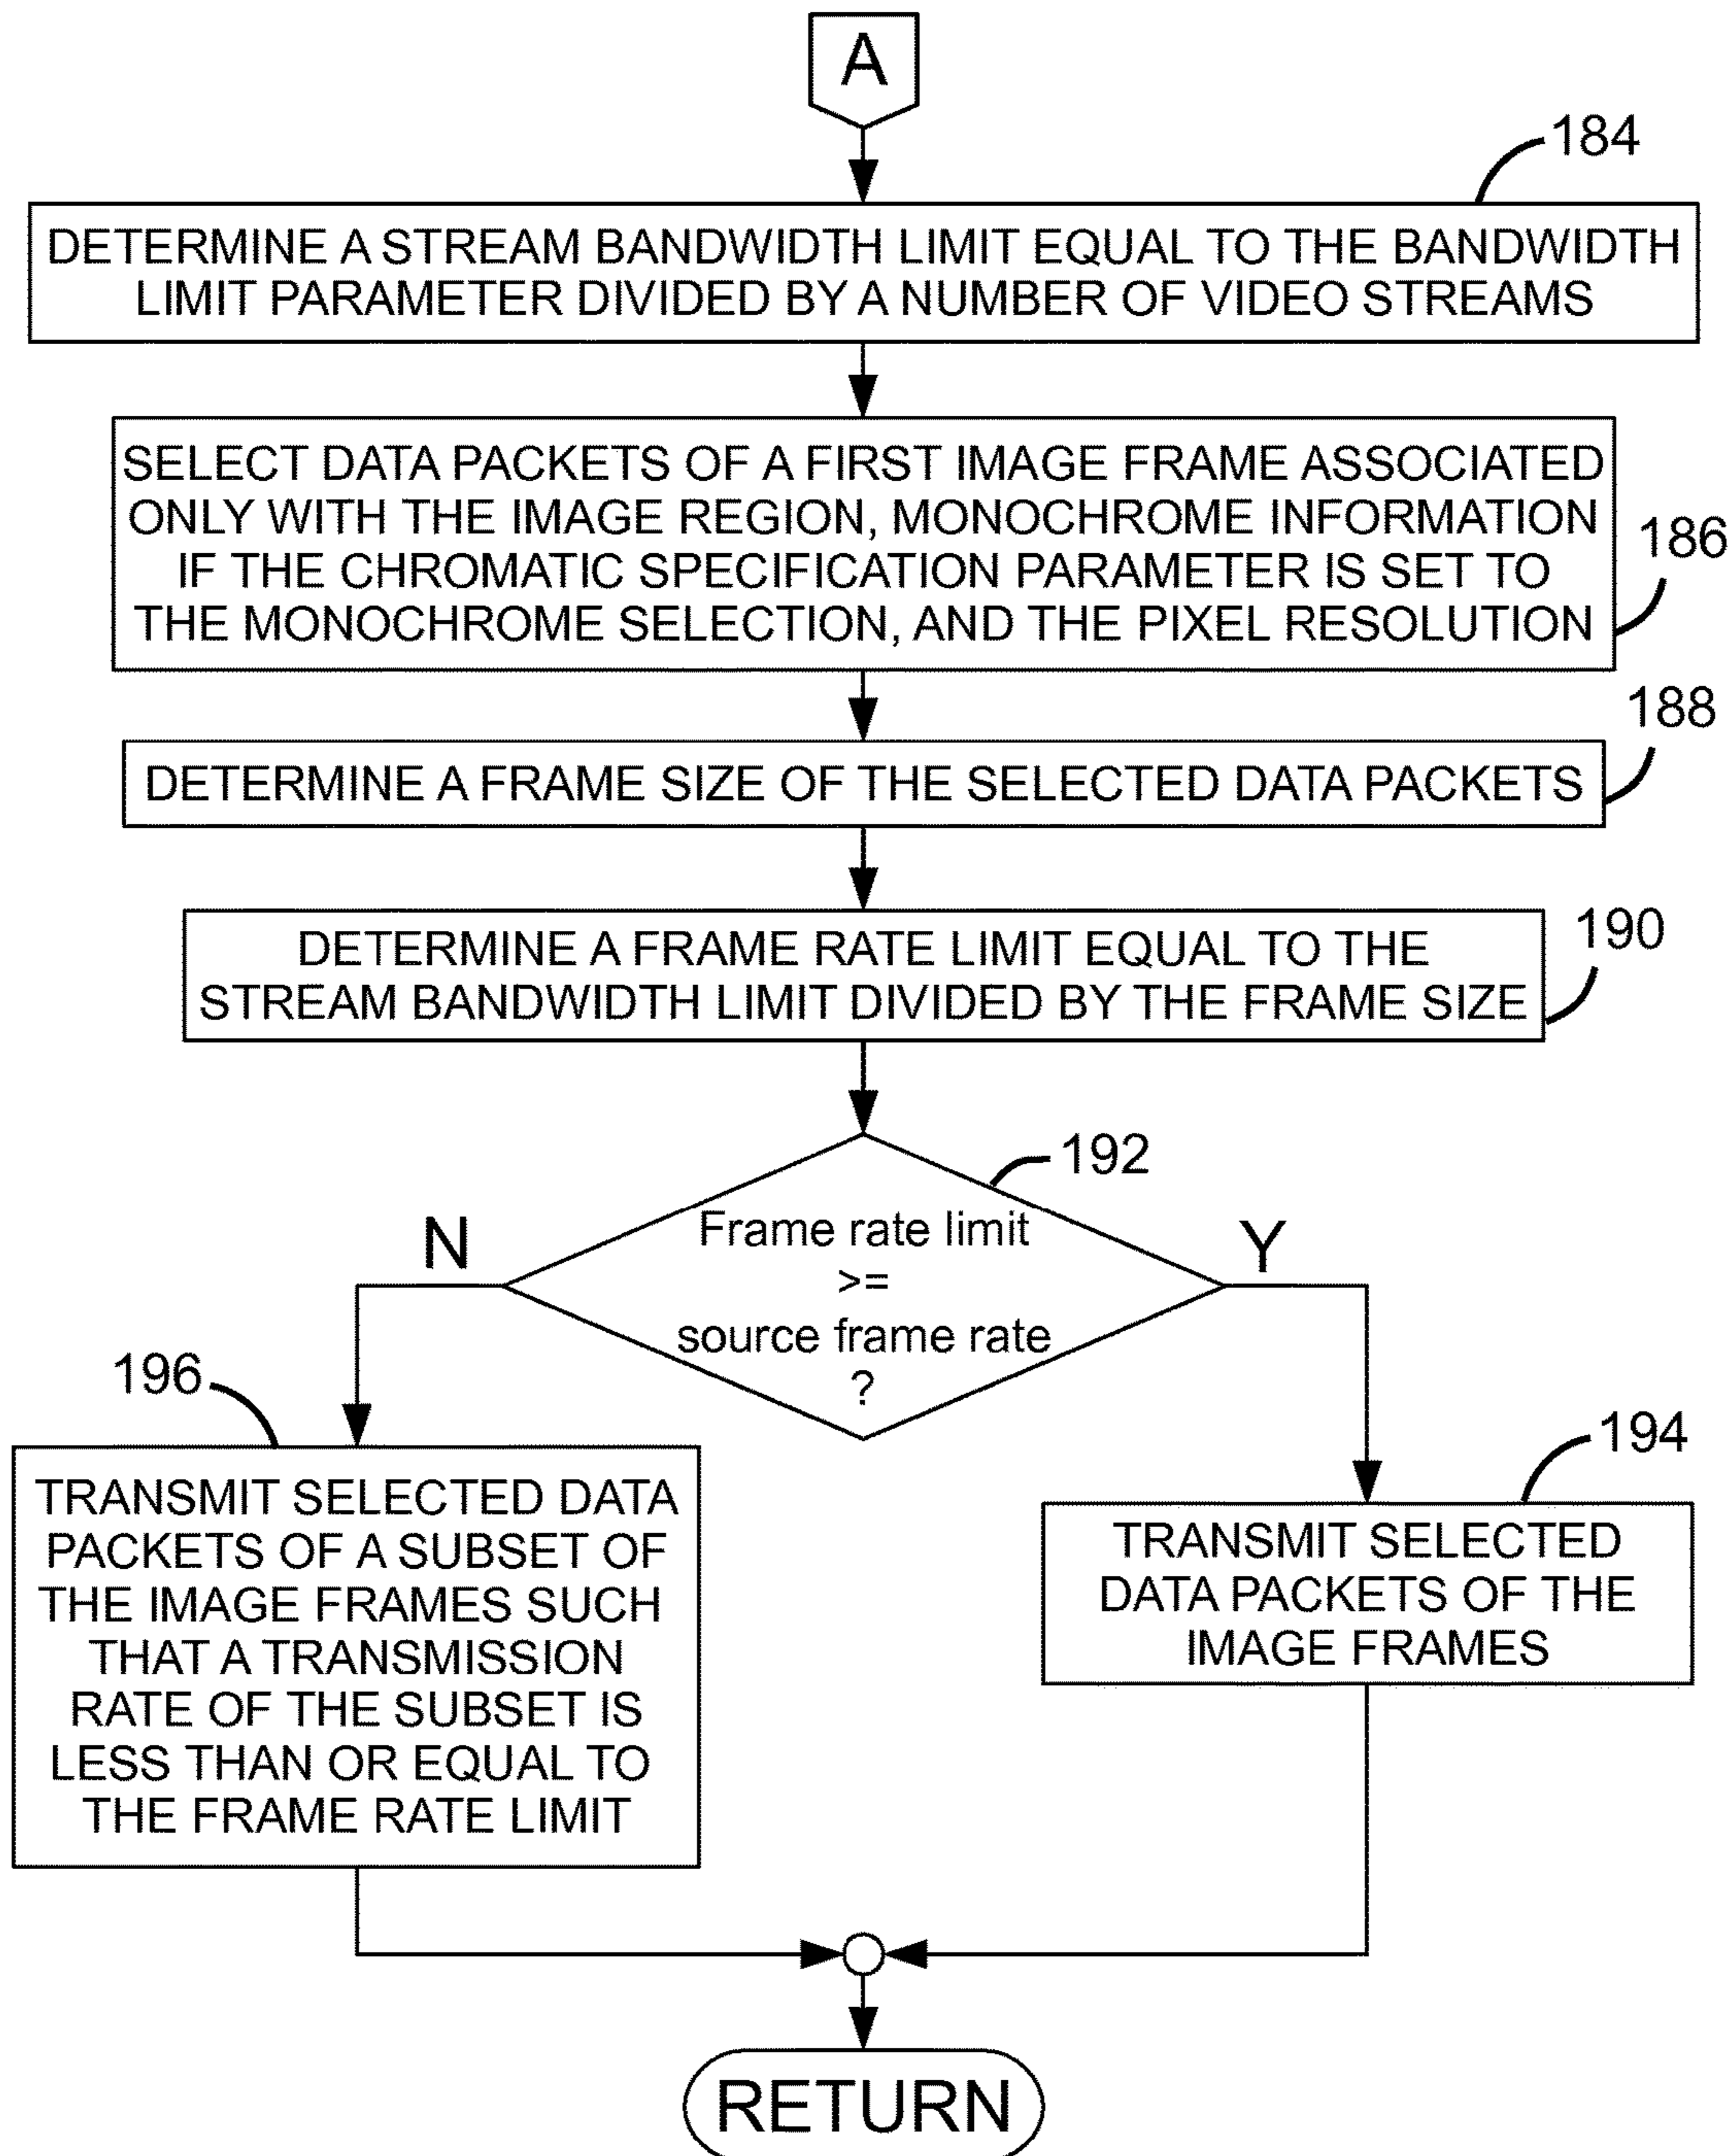 A
184
DETERMINE A STREAM BANDWIDTH LIMIT EQUAL TO THE BANDWIDTH
LIMIT PARAMETER DIVIDED BY A NUMBER OF VIDEO STREAMS
SELECT DATA PACKETS OF A FIRST IMAGE FRAME ASSOCIATED
ONLY WITH THE IMAGE REGION, MONOCHROME INFORMATION
IF THE CHROMATIC SPECIFICATION PARAMETER IS SET TO
THE MONOCHROME SELECTION, AND THE PIXEL RESOLUTION
186
188
DETERMINE A FRAME SIZE OF THE SELECTED DATA PACKETS
190
DETERMINE A FRAME RATE LIMIT EQUAL TO THE
STREAM BANDWIDTH LIMIT DIVIDED BY THE FRAME SIZE
192
Frame rate limit
>=
source frame rate
?
N
Y
196
TRANSMIT SELECTED DATA
PACKETS OF A SUBSET OF
THE IMAGE FRAMES SUCH
THAT A TRANSMISSION
RATE OF THE SUBSET IS
LESS THAN OR EQUAL TO
THE FRAME RATE LIMIT
194
TRANSMIT SELECTED
DATA PACKETS OF THE
IMAGE FRAMES
RETURN